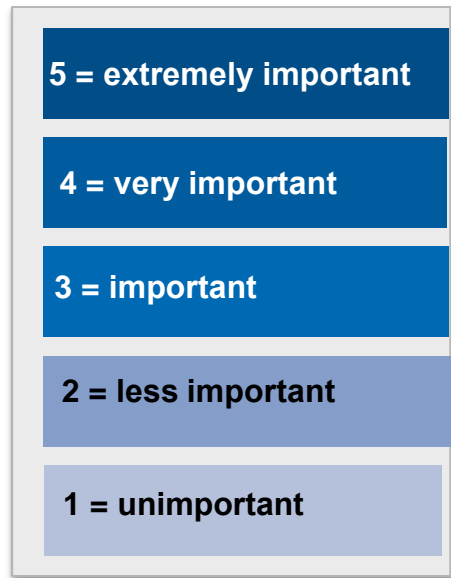 5 = extremely important
4 = very important
3 = important
2 = less important
1 = unimportant